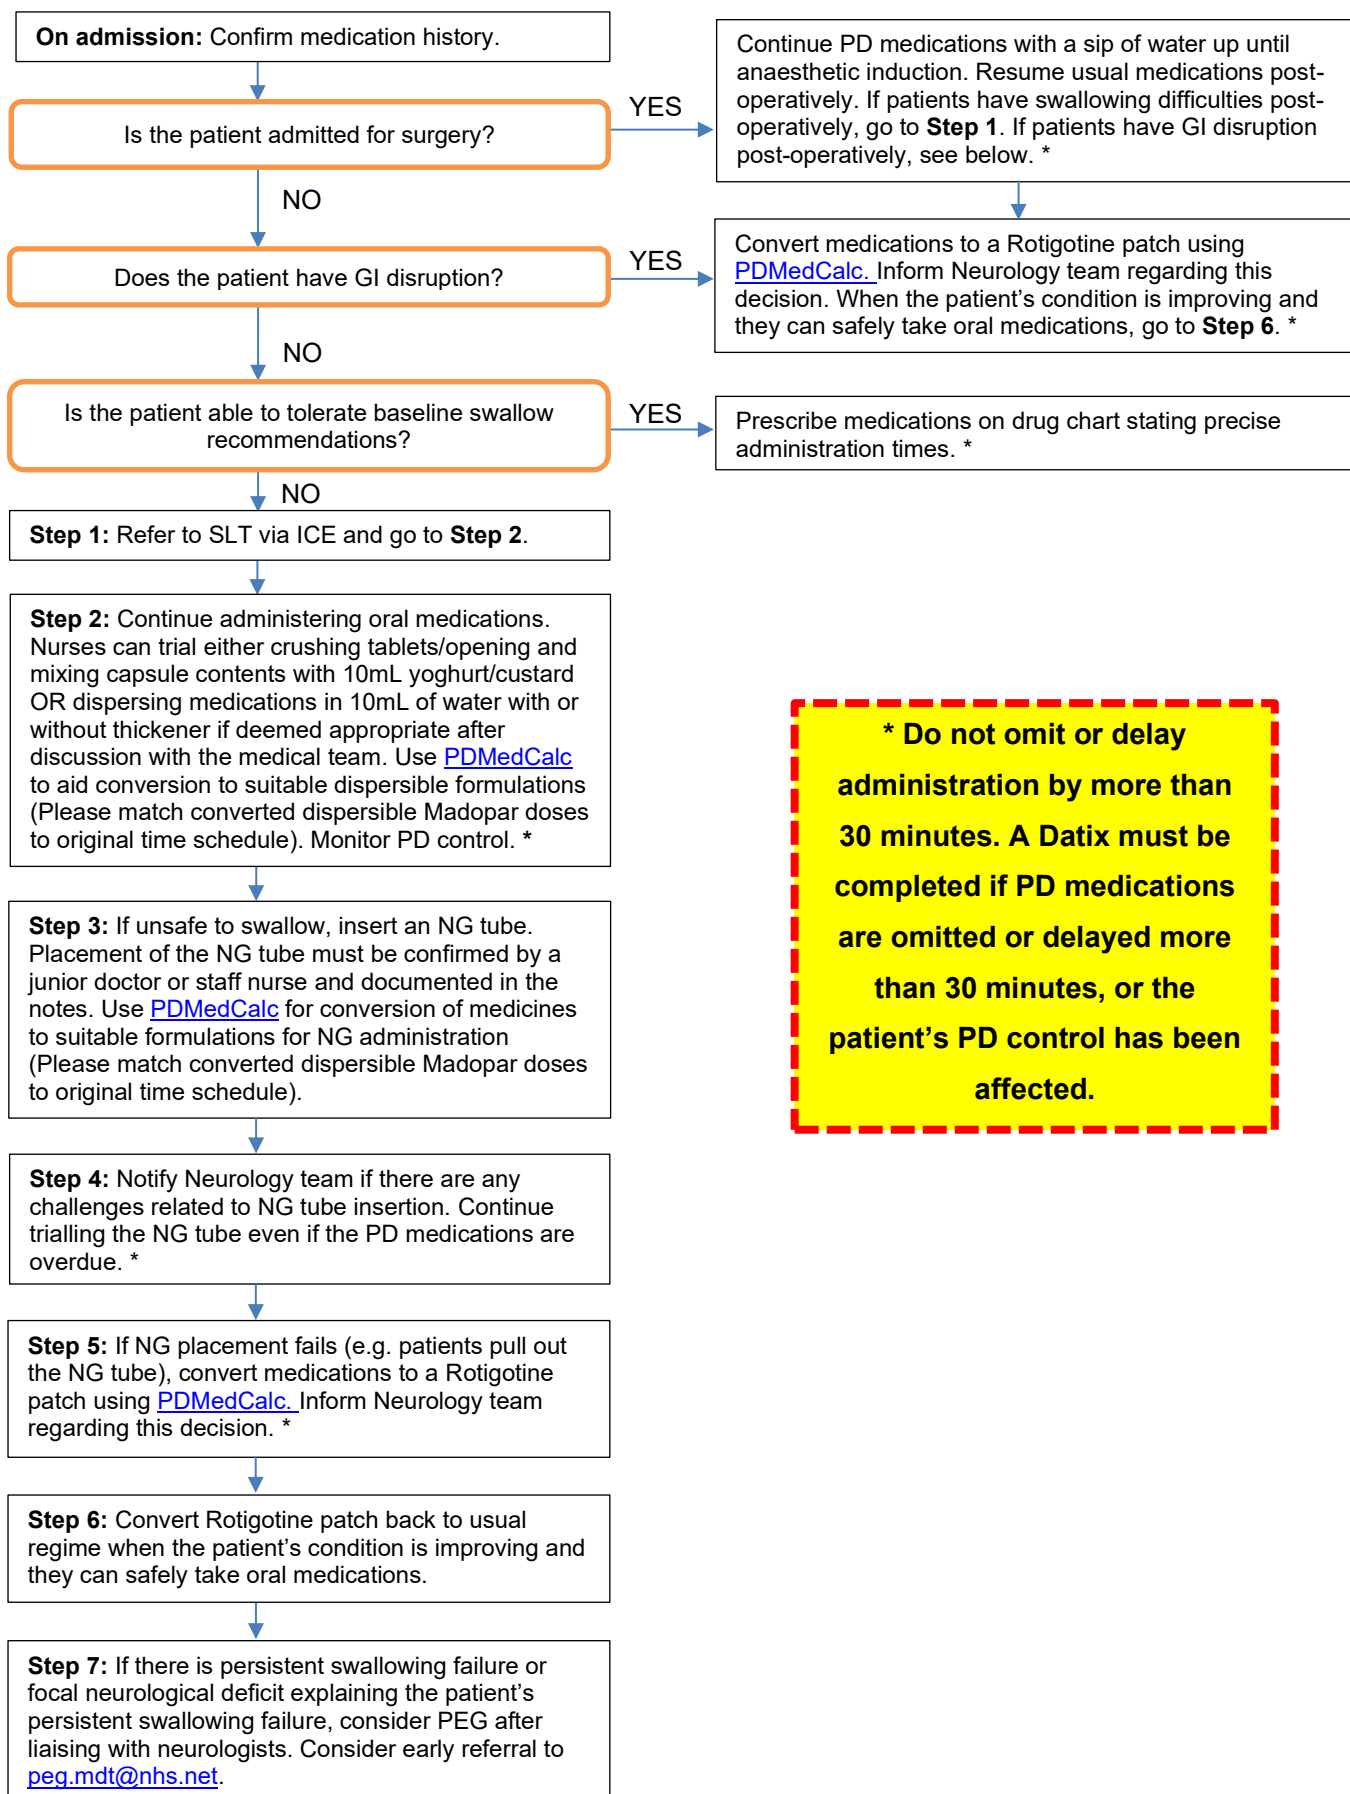 On admission: Confirm medication history.
YES
Continue PD medications with a sip of water up until
anaesthetic induction. Resume usual medications post-
operatively. If patients have swallowing difficulties post-
operatively, go to Step 1. If patients have GI disruption
post-operatively, see below. *
Is the patient admitted for surgery?
NO
Does the patient have GI disruption?
YES
Convert medications to a Rotigotine patch using
PDMedCalc. Inform Neurology team regarding this
decision. When the patient’s condition is improving and
they can safely take oral medications, go to Step 6. *
NO
Is the patient able to tolerate baseline swallow
recommendations?
YES
Prescribe medications on drug chart stating precise
administration times. *
NO
Step 1: Refer to SLT via ICE and go to Step 2.
Step 2: Continue administering oral medications.
Nurses can trial either crushing tablets/opening and
mixing capsule contents with 10mL yoghurt/custard
OR dispersing medications in 10mL of water with or
without thickener if deemed appropriate after
discussion with the medical team. Use PDMedCalc
to aid conversion to suitable dispersible formulations
(Please match converted dispersible Madopar doses
to original time schedule). Monitor PD control. *
* Do not omit or delay
administration by more than
30 minutes. A Datix must be
completed if PD medications
are omitted or delayed more
than 30 minutes, or the
patient’s PD control has been
affected.
Step 3: If unsafe to swallow, insert an NG tube.
Placement of the NG tube must be confirmed by a
junior doctor or staff nurse and documented in the
notes. Use PDMedCalc for conversion of medicines
to suitable formulations for NG administration
(Please match converted dispersible Madopar doses
to original time schedule).
Step 4: Notify Neurology team if there are any
challenges related to NG tube insertion. Continue
trialling the NG tube even if the PD medications are
overdue. *
Step 5: If NG placement fails (e.g. patients pull out
the NG tube), convert medications to a Rotigotine
patch using PDMedCalc. Inform Neurology team
regarding this decision. *
Step 6: Convert Rotigotine patch back to usual
regime when the patient’s condition is improving and
they can safely take oral medications.
Step 7: If there is persistent swallowing failure or
focal neurological deficit explaining the patient’s
persistent swallowing failure, consider PEG after
liaising with neurologists. Consider early referral to
peg.mdt@nhs.net.